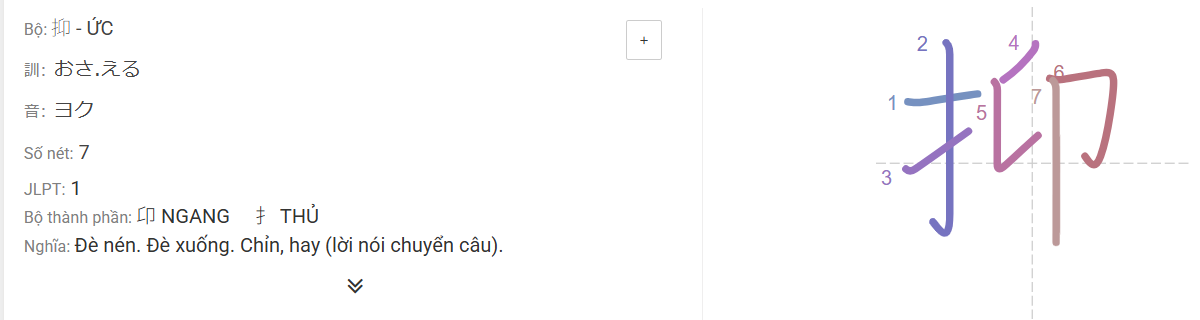 Bộ: 抑 - ỨC
+
訓: おさ.える
音: ヨク
Số nét: 7
JLPT: 1
Bộ thành phần: 卬 NGANG 扌 THỦ
Nghĩa: Đè nén. Đè xuống. Chỉn, hay (lời nói chuyển câu).
抑
1
2
3
4
5
6
7